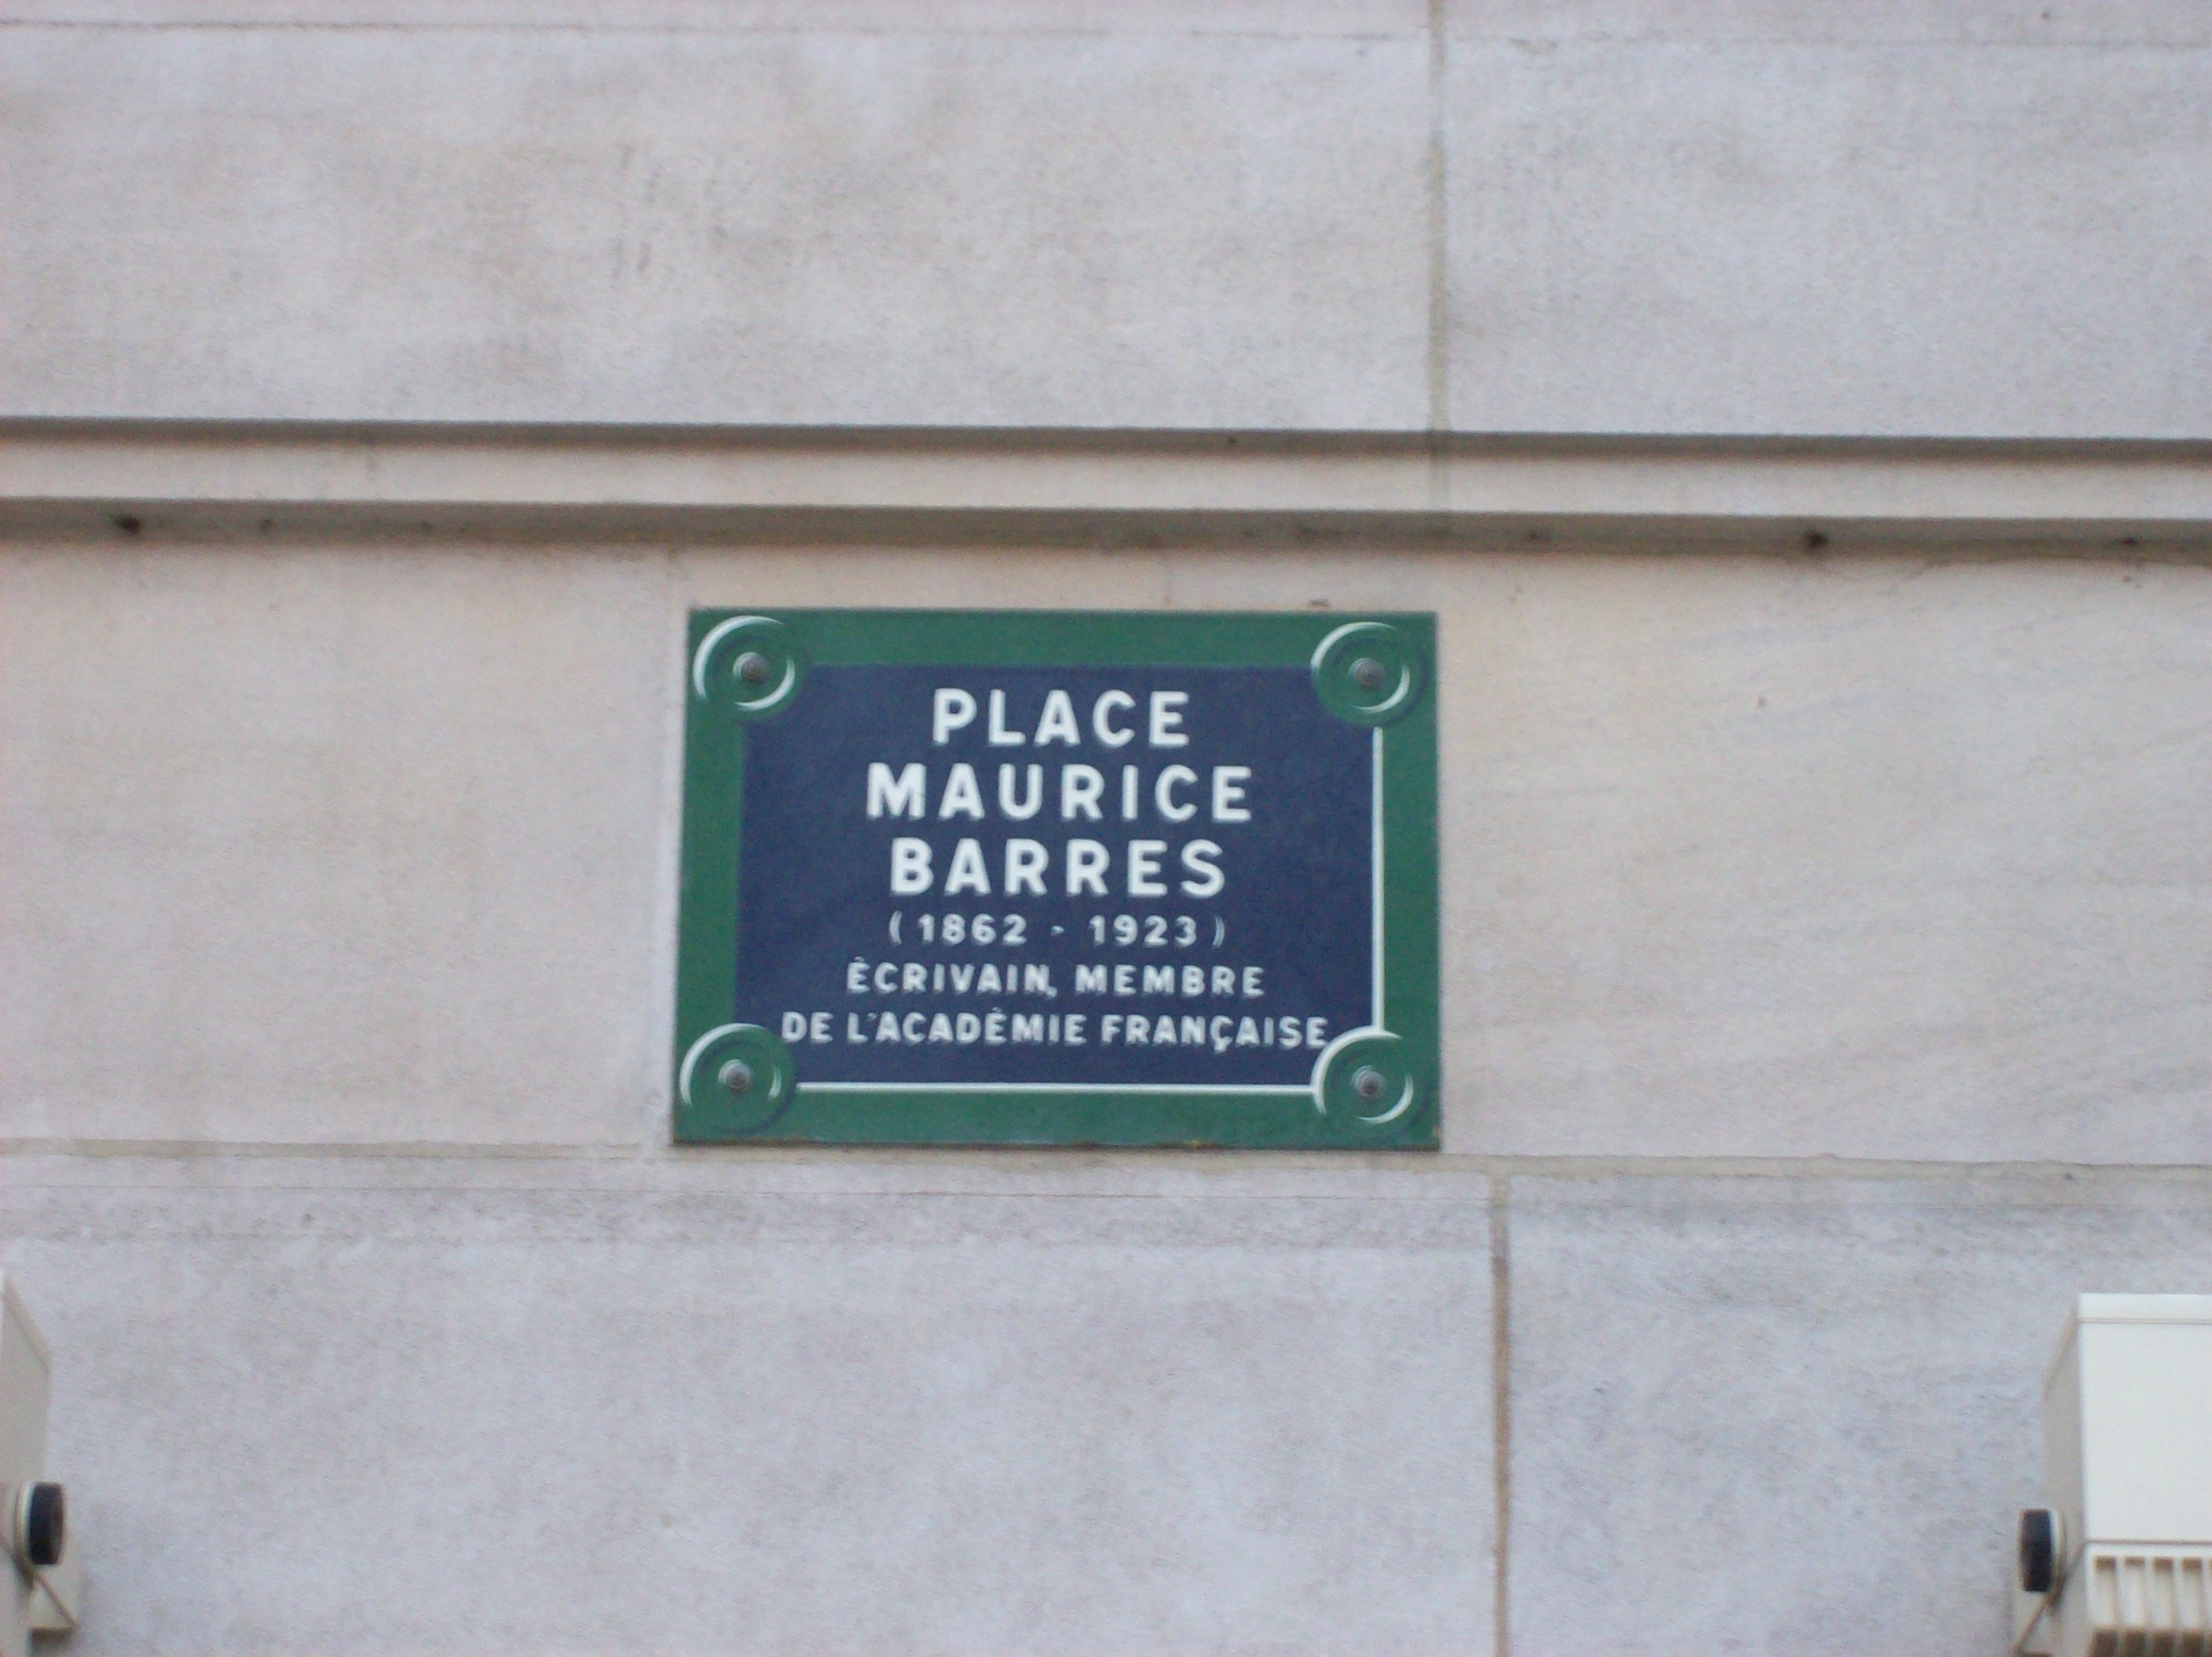 PLACE
MAURICE
BARRES
(1862 - 1923)
ÉCRIVAIN, MEMBRE
DE L'ACADÉMIE FRANÇAISE